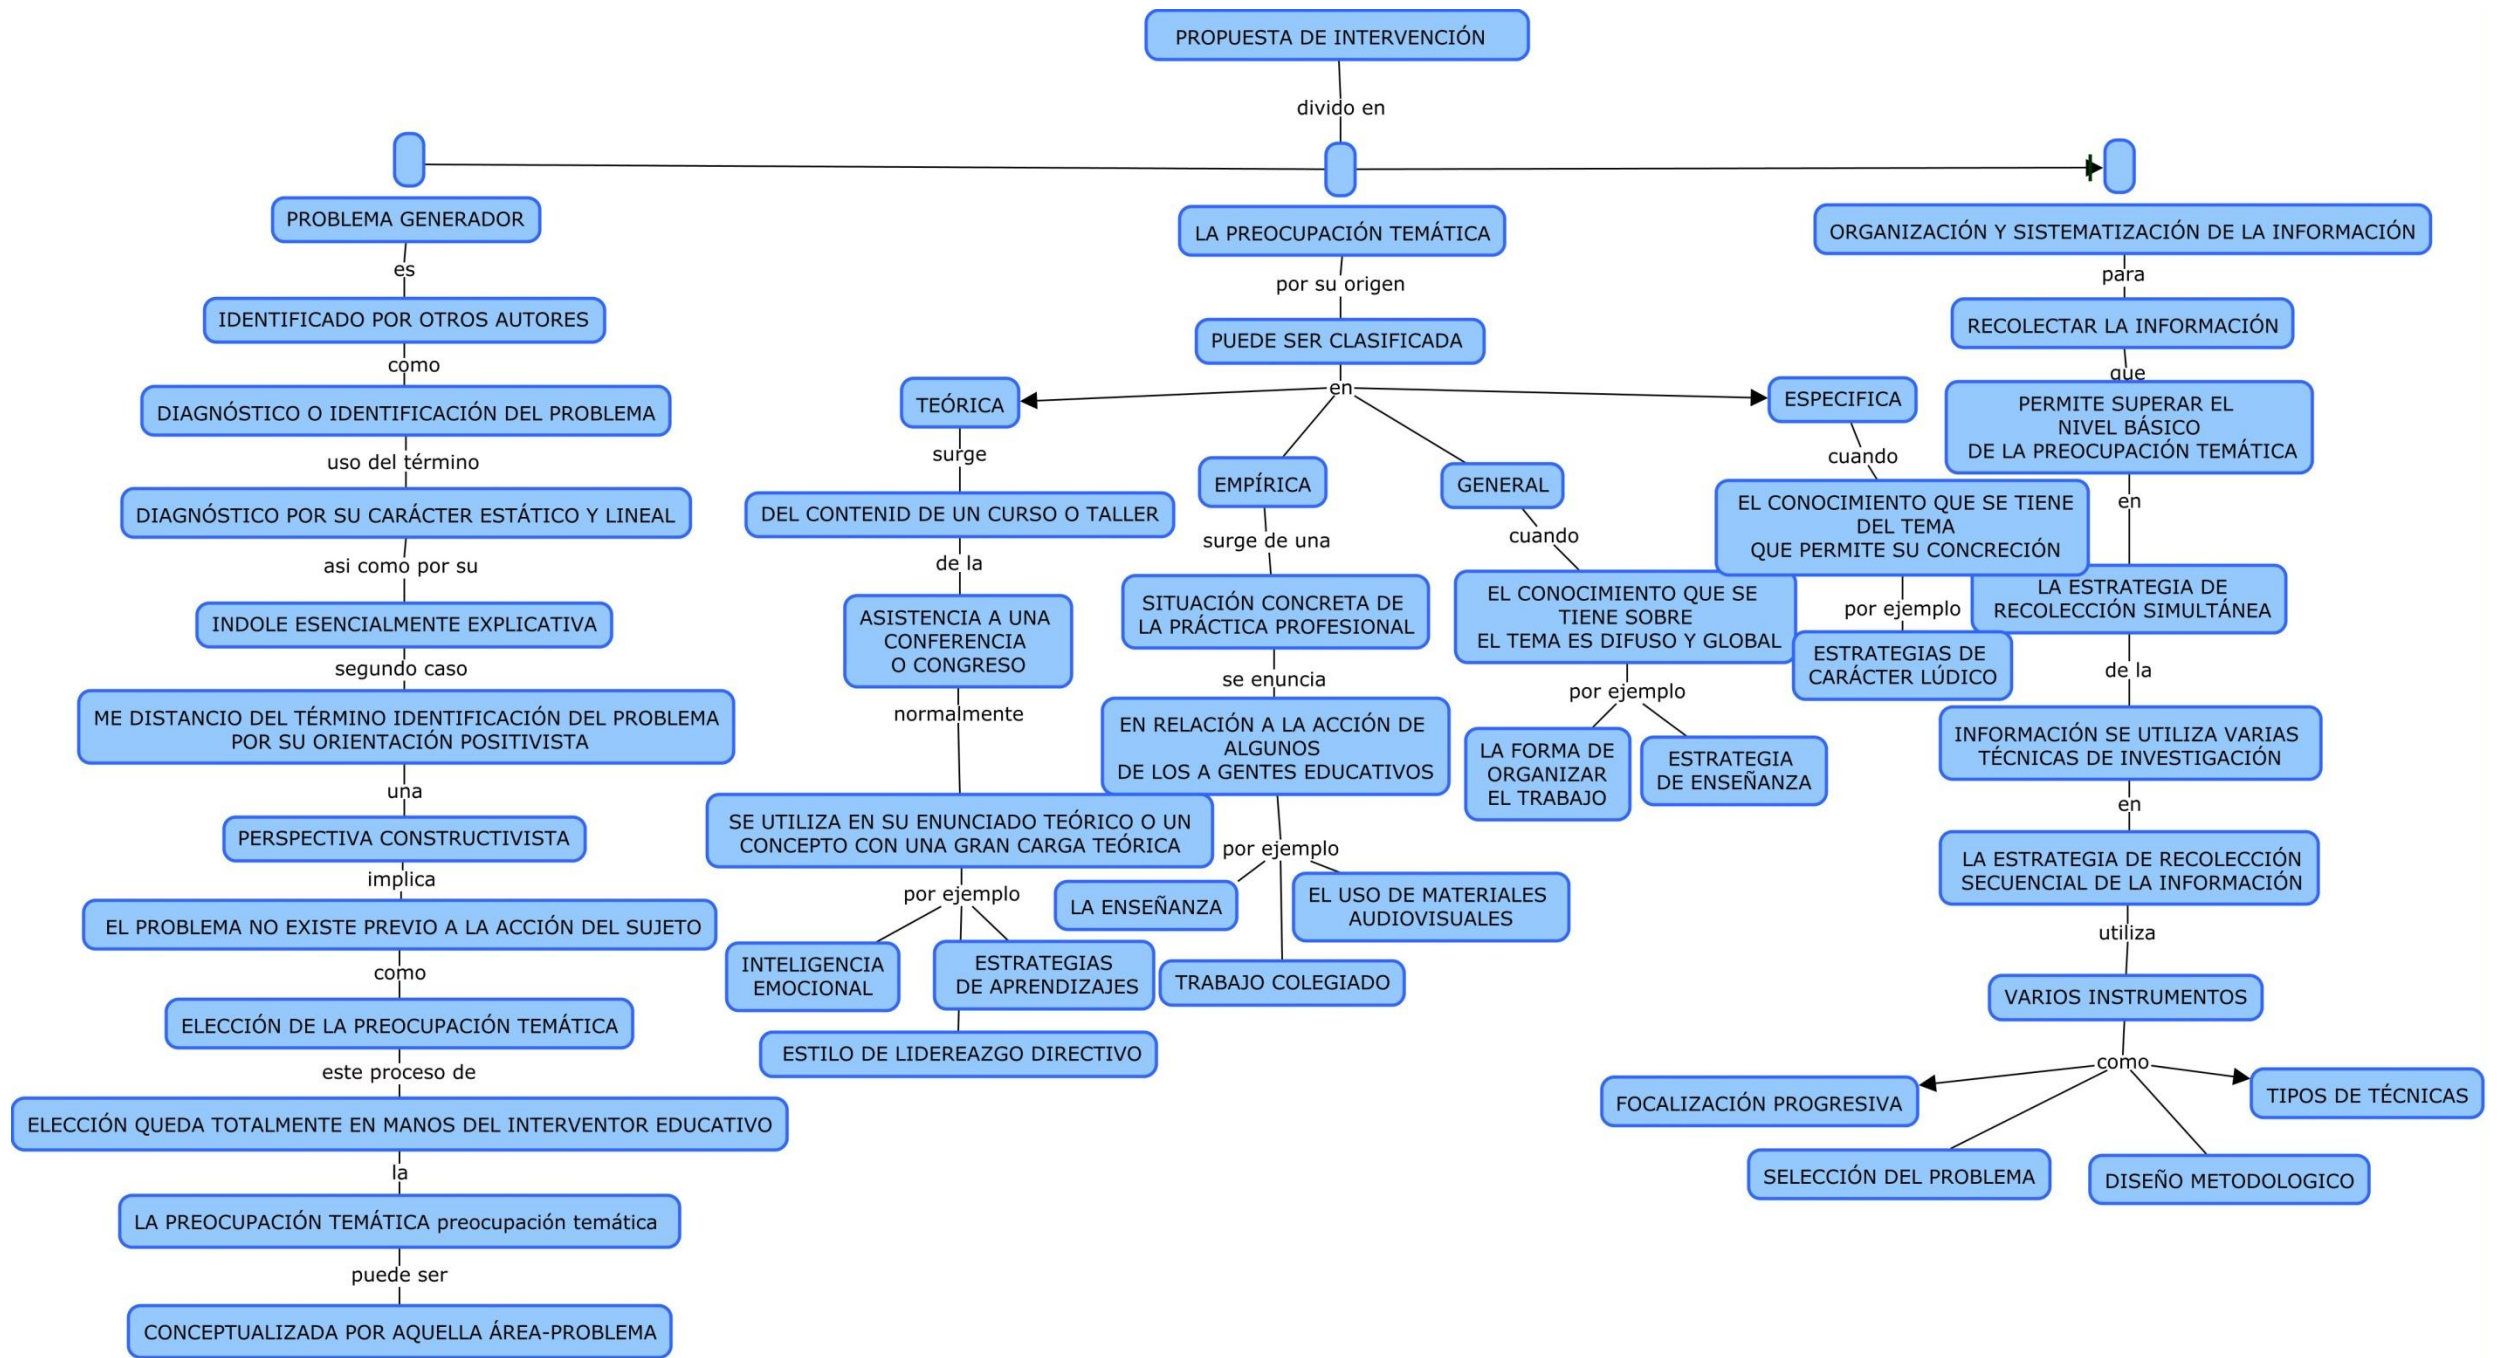 PROPUESTA DE INTERVENCIÓN
divido en
PROBLEMA GENERADOR
es
IDENTIFICADO POR OTROS AUTORES
como
DIAGNÓSTICO O IDENTIFICACIÓN DEL PROBLEMA
uso del término
DIAGNÓSTICO POR SU CARÁCTER ESTÁTICO Y LINEAL
asi como por su
INDOLE ESENCIALMENTE EXPLICATIVA
segundo caso
ME DISTANCIO DEL TÉRMINO IDENTIFICACIÓN DEL PROBLEMA
POR SU ORIENTACIÓN POSITIVISTA
una
PERSPECTIVA CONSTRUCTIVISTA
implica
EL PROBLEMA NO EXISTE PREVIO A LA ACCIÓN DEL SUJETO
como
ELECCIÓN DE LA PREOCUPACIÓN TEMÁTICA
este proceso de
ELECCIÓN QUEDA TOTALMENTE EN MANOS DEL INTERVENTOR EDUCATIVO
la
LA PREOCUPACIÓN TEMÁTICA preocupación temática
puede ser
CONCEPTUALIZADA POR AQUELLA ÁREA-PROBLEMA
LA PREOCUPACIÓN TEMÁTICA
por su origen
PUEDE SER CLASIFICADA
en
TEÓRICA
surge
DEL CONTENID DE UN CURSO O TALLER
de la
ASISTENCIA A UNA
CONFERENCIA
O CONGRESO
normalmente
SE UTILIZA EN SU ENUNCIADO TEÓRICO O UN
CONCEPTO CON UNA GRAN CARGA TEÓRICA
por ejemplo
INTELIGENCIA
EMOCIONAL
ESTRATEGIAS
DE APRENDIZAJES
ESTILO DE LIDEREAZGO DIRECTIVO
EMPÍRICA
surge de una
SITUACIÓN CONCRETA DE
LA PRÁCTICA PROFESIONAL
se enuncia
EN RELACIÓN A LA ACCIÓN DE
ALGUNOS
DE LOS A GENTES EDUCATIVOS
por ejemplo
LA ENSEÑANZA
TRABAJO COLEGIADO
EL USO DE MATERIALES
AUDIOVISUALES
GENERAL
cuando
EL CONOCIMIENTO QUE SE
TIENE SOBRE
EL TEMA ES DIFUSO Y GLOBAL
por ejemplo
LA FORMA DE
ORGANIZAR
EL TRABAJO
ESTRATEGIA
DE ENSEÑANZA
ESPECIFICA
cuando
EL CONOCIMIENTO QUE SE TIENE
DEL TEMA
QUE PERMITE SU CONCRECIÓN
por ejemplo
ESTRATEGIAS DE
CARÁCTER LÚDICO
ORGANIZACIÓN Y SISTEMATIZACIÓN DE LA INFORMACIÓN
para
RECOLECTAR LA INFORMACIÓN
que
PERMITE SUPERAR EL
NIVEL BÁSICO
DE LA PREOCUPACIÓN TEMÁTICA
en
LA ESTRATEGIA DE
RECOLECCIÓN SIMULTÁNEA
de la
INFORMACIÓN SE UTILIZA VARIAS
TÉCNICAS DE INVESTIGACIÓN
en
LA ESTRATEGIA DE RECOLECCIÓN
SECUENCIAL DE LA INFORMACIÓN
utiliza
VARIOS INSTRUMENTOS
como
FOCALIZACIÓN PROGRESIVA
SELECCIÓN DEL PROBLEMA
DISEÑO METODOLOGICO
TIPOS DE TÉCNICAS